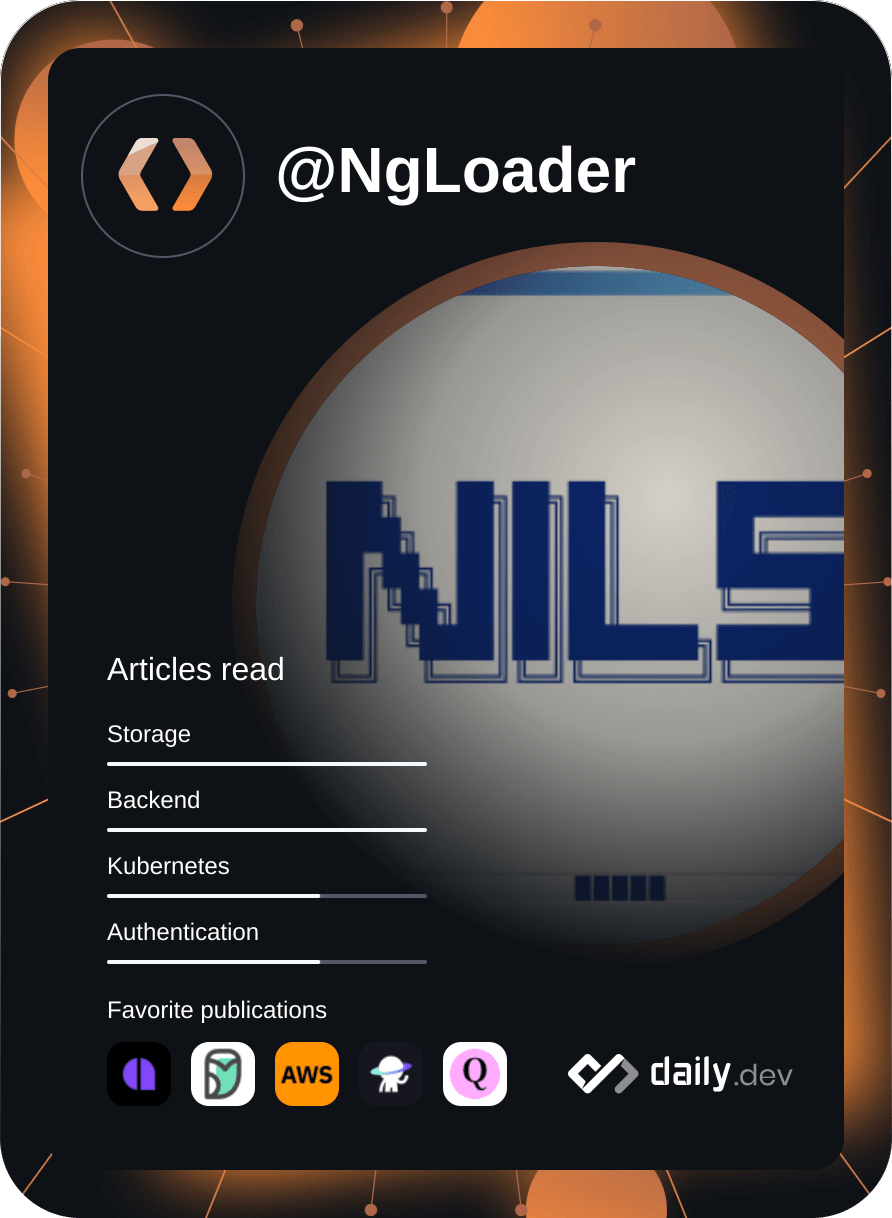 @NgLoader
NILS
Articles read
Storage
Backend
Kubernetes
Authentication
Favorite publications
AWS
Q
daily.dev